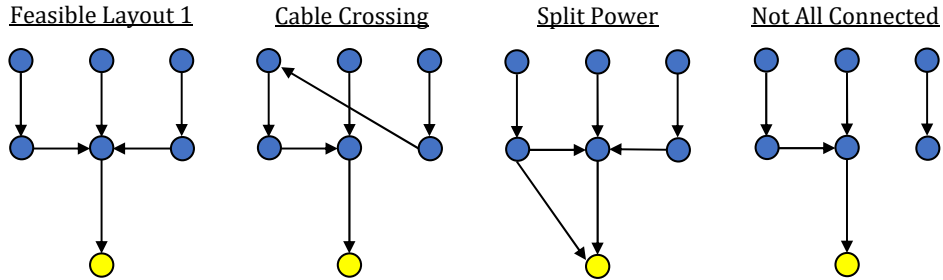 Feasible Layout 1
Cable Crossing
Split Power
Not All Connected